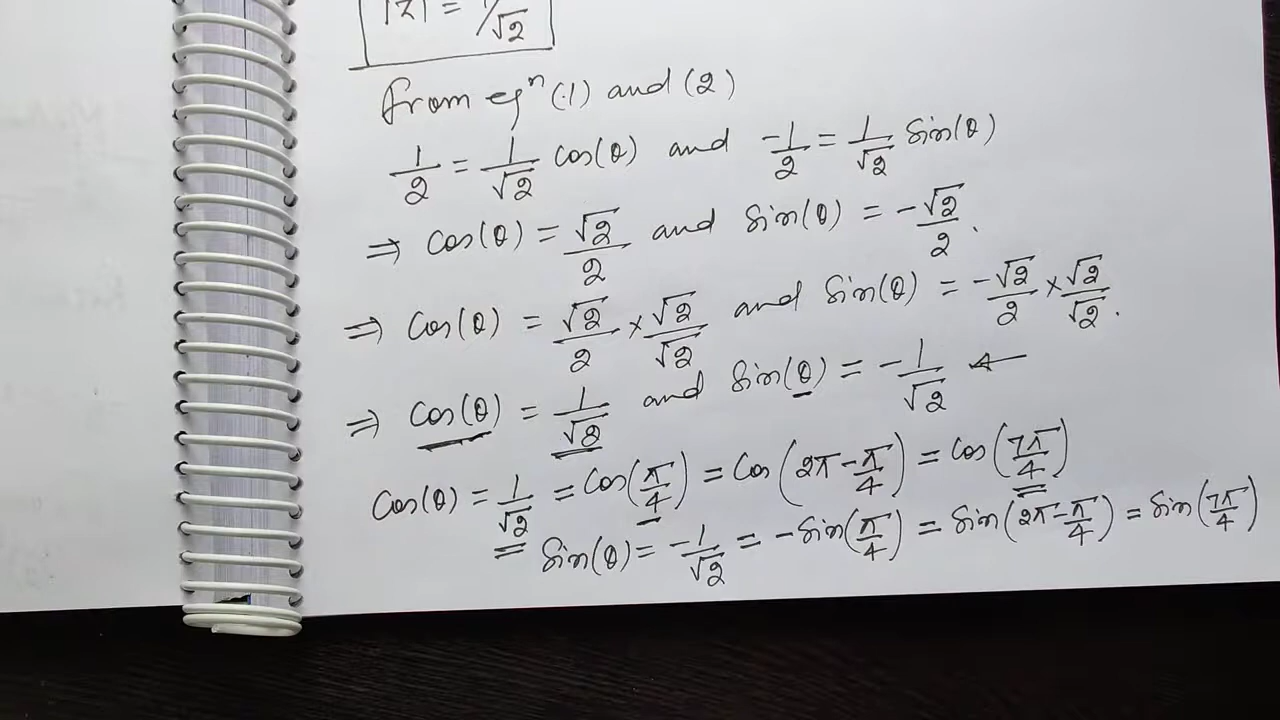 |Z| = 1/√2
From eqⁿ (1) and (2)
1/2 = 1/√2 cos(θ) and -1/2 = 1/√2 Sin(θ)
⇒ cos(θ) = √2/2 and Sin(θ) = -√2/2.
⇒ cos(θ) = √2/2 × √2/√2 and Sin(θ) = -√2/2 × √2/√2.
⇒ cos(θ) = 1/√2 and Sin(θ) = -1/√2 ←
cos(θ) = 1/√2 = cos(π/4) = cos(2π - π/4) = cos(7π/4)
Sin(θ) = -1/√2 = -Sin(π/4) = Sin(2π - π/4) = Sin(7π/4)